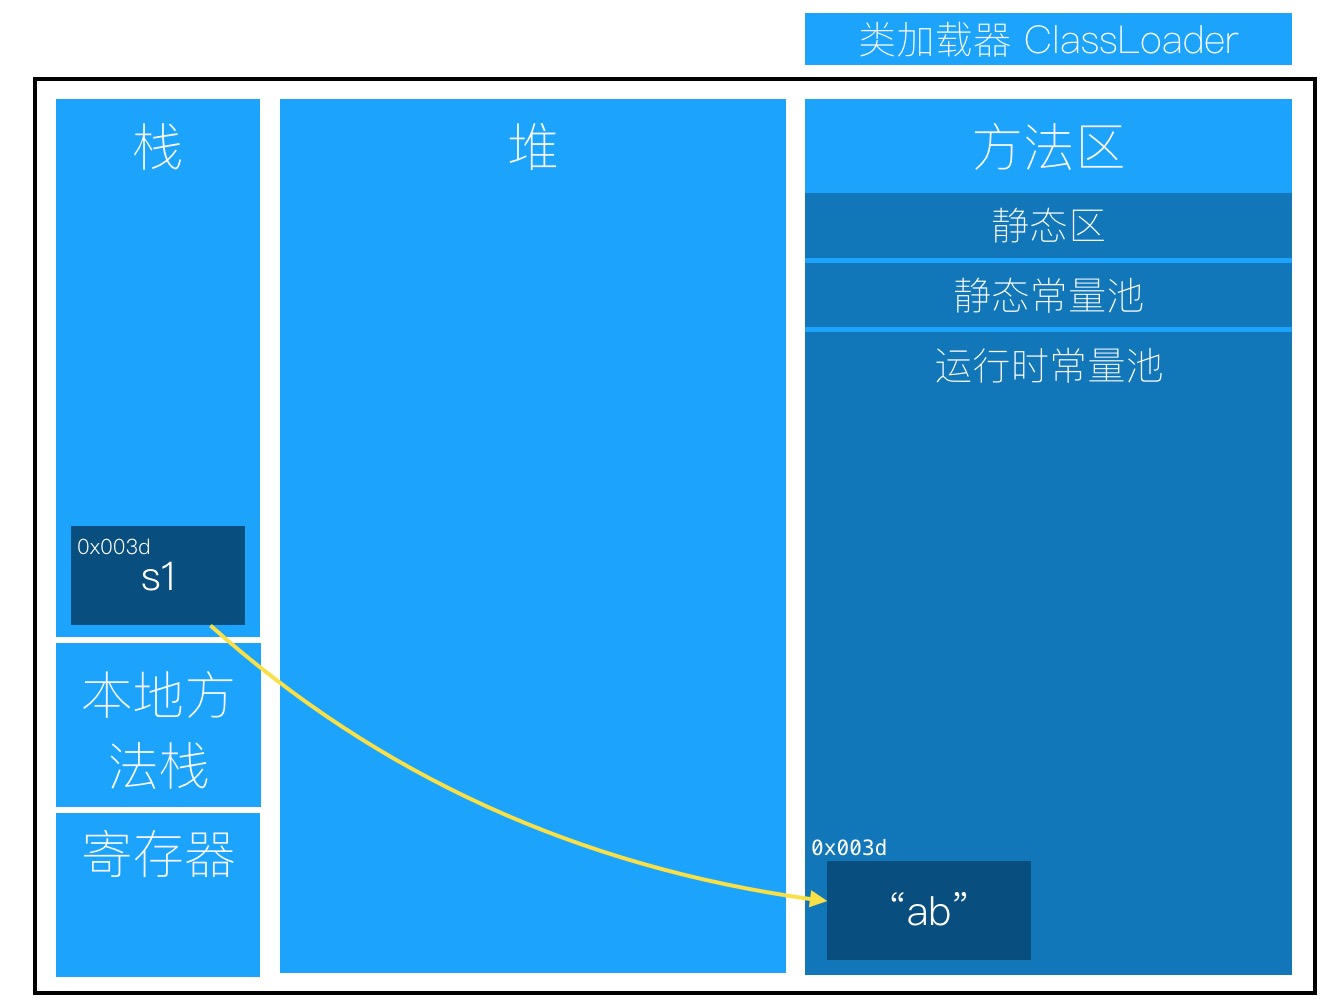 类加载器 ClassLoader
栈
堆
方法区
静态区
静态常量池
运行时常量池
0x003d
s1
本地方
法栈
寄存器
0x003d
“ab”